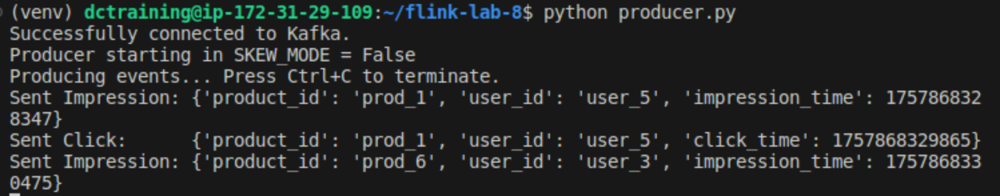 (venv) dctraining@ip-172-31-29-109:~/flink-lab-8$ python producer.py
Successfully connected to Kafka.
Producer starting in SKEW_MODE = False
Producing events... Press Ctrl+C to terminate.
Sent Impression: {'product_id': 'prod_1', 'user_id': 'user_5', 'impression_time': 175786832
8347}
Sent Click:      {'product_id': 'prod_1', 'user_id': 'user_5', 'click_time': 1757868329865}
Sent Impression: {'product_id': 'prod_6', 'user_id': 'user_3', 'impression_time': 175786833
0475}